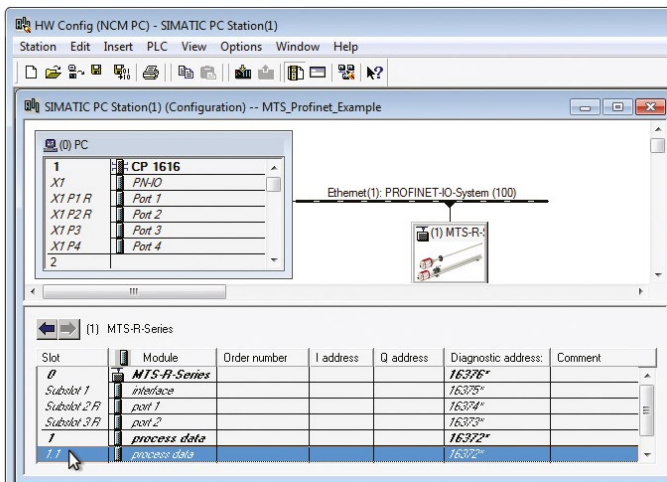 HW Config (NCM PC) - SIMATIC PC Station(1)
Station Edit Insert PLC View Options Window Help
SIMATIC PC Station(1) (Configuration) -- MTS_Profinet_Example
(0) PC
1 CP 1616
X1 PN-IO
X1 P1 R Port 1
X1 P2 R Port 2
X1 P3 Port 3
X1 P4 Port 4
2
Ethernet(1): PROFINET-IO-System (100)
(1) MTS-R-S
(1) MTS-R-Series
Slot Module Order number I address Q address Diagnostic address: Comment
0 MTS-R-Series 16376*
Subslot 1 interface 16375*
Subslot 2 R port 1 16374*
Subslot 3 R port 2 16373*
1 process data 16372*
1.1 process data 16372*